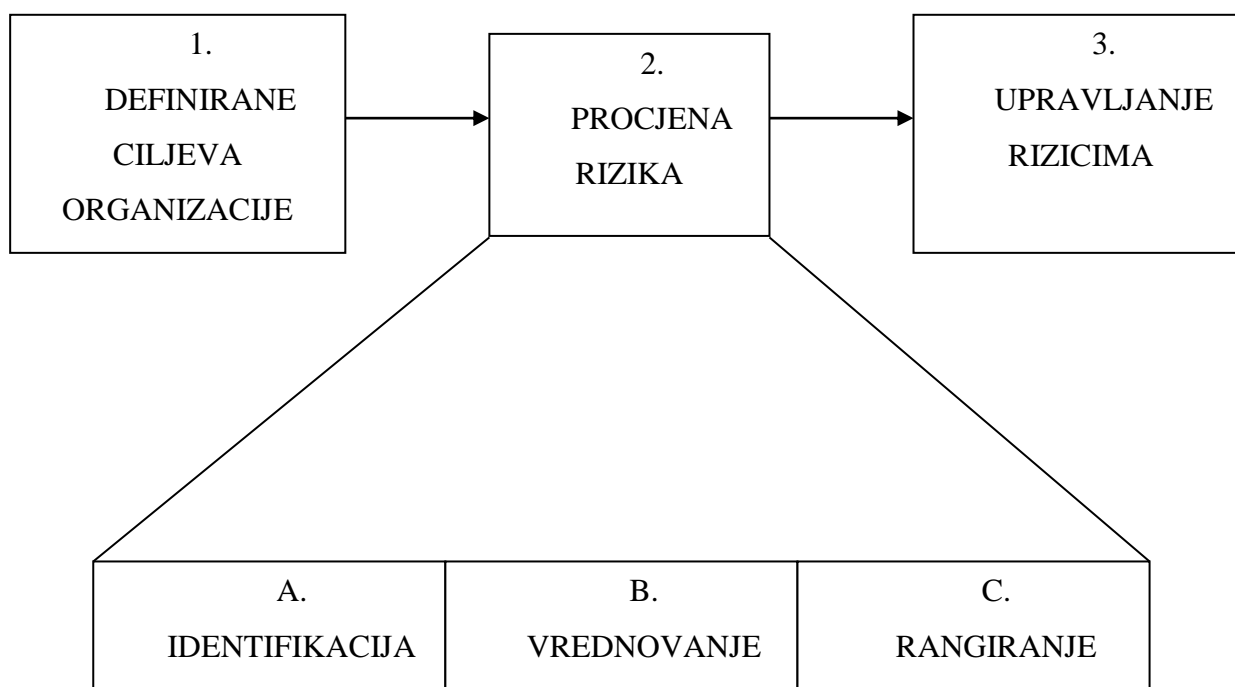 1.
DEFINIRANE
CILJEVA
ORGANIZACIJE
2.
PROCJENA
RIZIKA
3.
UPRAVLJANJE
RIZICIMA
A.
IDENTIFIKACIJA
B.
VREDNOVANJE
C.
RANGIRANJE